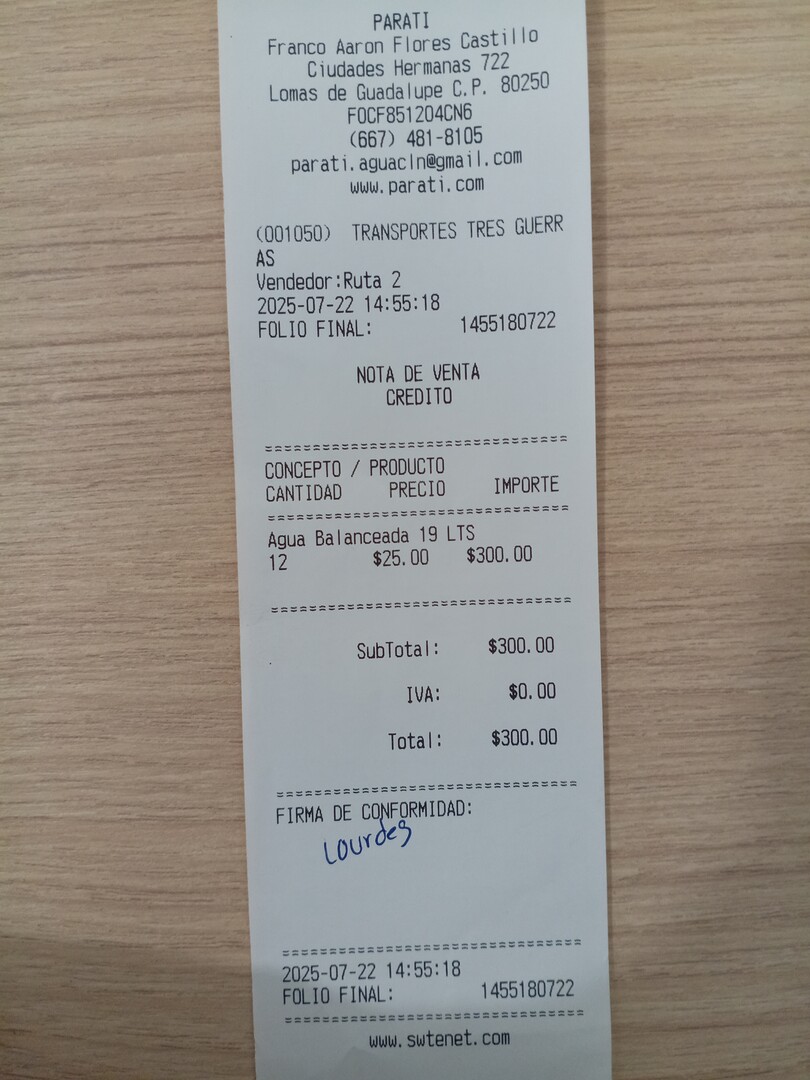 PARATI
Franco Aaron Flores Castillo
Ciudades Hermanas 722
Lomas de Guadalupe C.P. 80250
FOCF851204CN6
(667) 481-8105
parati.aguacln@gmail.com
www.parati.com
(001050) TRANSPORTES TRES GUERR
AS
Vendedor:Ruta 2
2025-07-22 14:55:18
FOLIO FINAL: 1455180722
NOTA DE VENTA
CREDITO
================================
CONCEPTO / PRODUCTO
CANTIDAD PRECIO IMPORTE
================================
Agua Balanceada 19 LTS
12 $25.00 $300.00
================================
SubTotal: $300.00
IVA: $0.00
Total: $300.00
================================
FIRMA DE CONFORMIDAD:
Lourdes
================================
2025-07-22 14:55:18
FOLIO FINAL: 1455180722
================================
www.swtenet.com